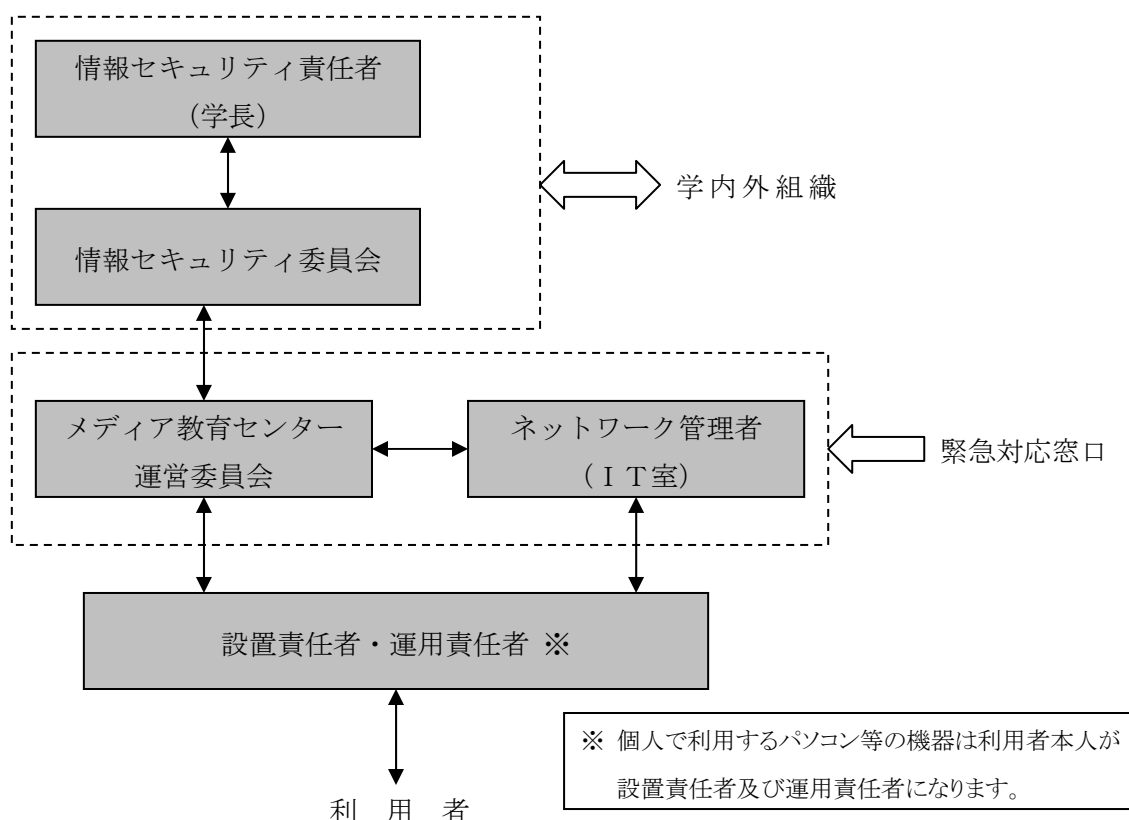 情報セキュリティ責任者
(学長)
学内外組織
情報セキュリティ委員会
メディア教育センター
運営委員会
ネットワーク管理者
(ＩＴ室)
緊急対応窓口
設置責任者・運用責任者 ※
※ 個人で利用するパソコン等の機器は利用者本人が
設置責任者及び運用責任者になります。
利　用　者